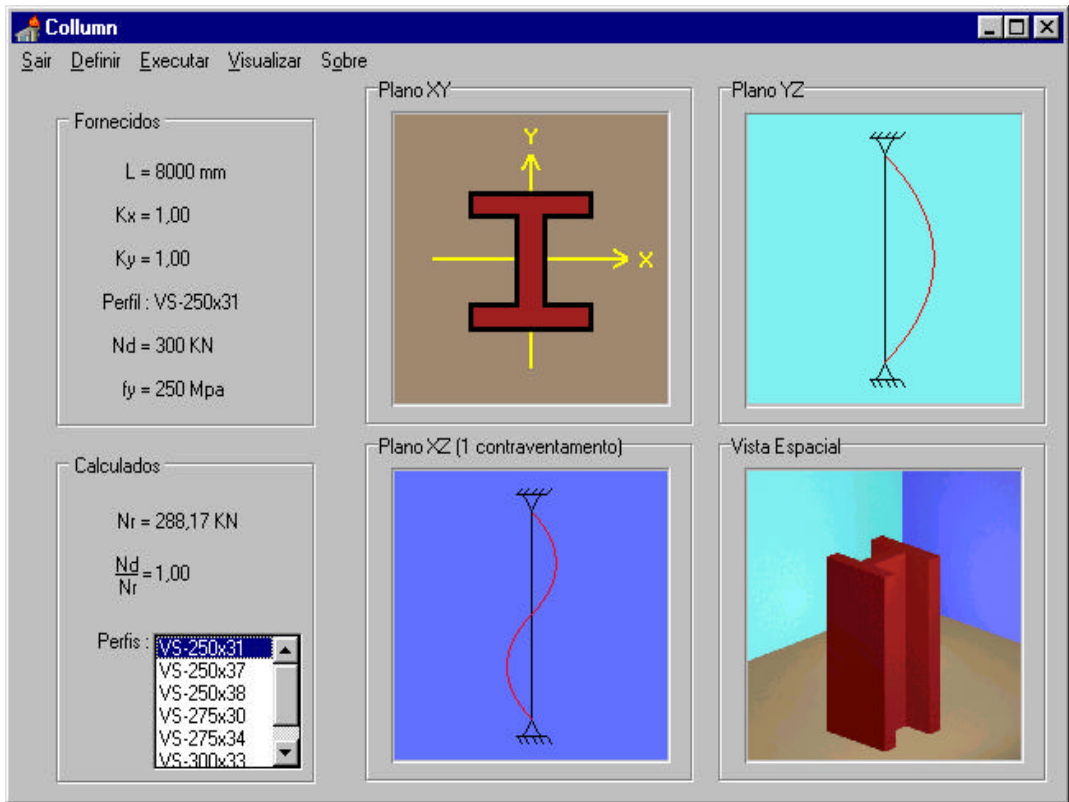 Collumn
Sair Definir Executar Visualizar Sobre
Fornecidos
L = 8000 mm
Kx = 1,00
Ky = 1,00
Perfil : VS-250x31
Nd = 300 KN
fy = 250 Mpa
Calculados
Nr = 288,17 KN
Nd
Nr
=1,00
Perfis :
VS-250x31
VS-250x37
VS-250x38
VS-275x30
VS-275x34
VS-300x33
Plano XY
Y
X
Plano YZ
Plano XZ (1 contraventamento)
Vista Espacial